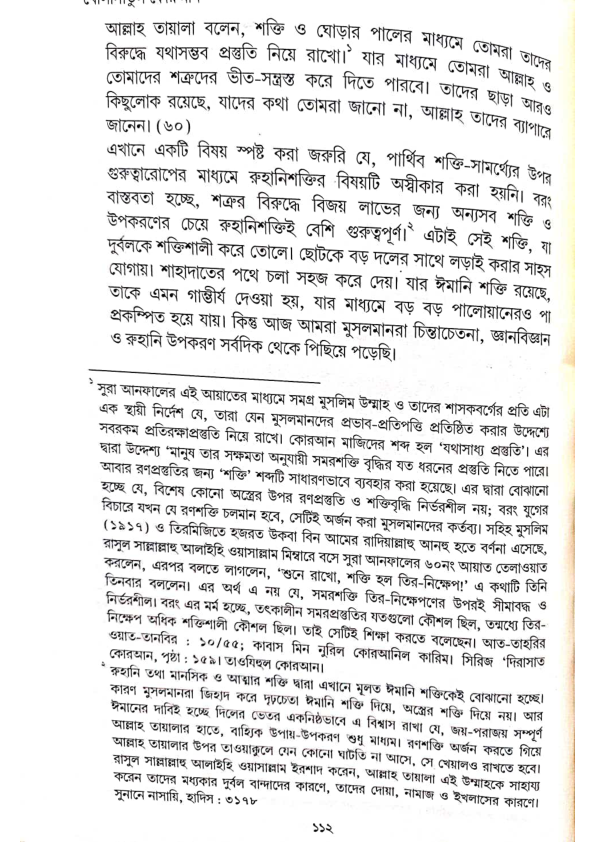 আল্লাহ তায়ালা বলেন, শক্তি ও ঘোড়ার পালের মাধ্যমে তোমরা তাদের
বিরুদ্ধে যথাসম্ভব প্রস্তুতি নিয়ে রাখো।১ যার মাধ্যমে তোমরা আল্লাহ ও
তোমাদের শত্রুদের ভীত-সন্ত্রস্ত করে দিতে পারবে। তাদের ছাড়া আরও
কিছুলোক রয়েছে, যাদের কথা তোমরা জানো না, আল্লাহ তাদের ব্যাপারে
জানেন। (৬০)
এখানে একটি বিষয় স্পষ্ট করা জরুরি যে, পার্থিব শক্তি-সামর্থ্যের উপর
গুরুত্বারোপের মাধ্যমে রুহানিশক্তির বিষয়টি অস্বীকার করা হয়নি। বরং
বাস্তবতা হচ্ছে, শত্রুর বিরুদ্ধে বিজয় লাভের জন্য অন্যসব শক্তি ও
উপকরণের চেয়ে রুহানিশক্তিই বেশি গুরুত্বপূর্ণ।২ এটাই সেই শক্তি, যা
দুর্বলকে শক্তিশালী করে তোলে। ছোটকে বড় দলের সাথে লড়াই করার সাহস
যোগায়। শাহাদাতের পথে চলা সহজ করে দেয়। যার ঈমানি শক্তি রয়েছে,
তাকে এমন গাম্ভীর্য দেওয়া হয়, যার মাধ্যমে বড় বড় পালোয়ানেরও পা
প্রকম্পিত হয়ে যায়। কিন্তু আজ আমরা মুসলমানরা চিন্তাচেতনা, জ্ঞানবিজ্ঞান
ও রুহানি উপকরণ সর্বদিক থেকে পিছিয়ে পড়েছি।
১ সুরা আনফালের এই আয়াতের মাধ্যমে সমগ্র মুসলিম উম্মাহ ও তাদের শাসকবর্গের প্রতি এটা
এক স্থায়ী নির্দেশ যে, তারা যেন মুসলমানদের প্রভাব-প্রতিপত্তি প্রতিষ্ঠিত করার উদ্দেশ্যে
সবরকম প্রতিরক্ষাপ্রস্তুতি নিয়ে রাখে। কোরআন মাজিদের শব্দ হল ‘যথাসাধ্য প্রস্তুতি’। এর
দ্বারা উদ্দেশ্য ‘মানুষ তার সক্ষমতা অনুযায়ী সমরশক্তি বৃদ্ধির যত ধরনের প্রস্তুতি নিতে পারে।
আবার রণপ্রস্তুতির জন্য ‘শক্তি’ শব্দটি সাধারণভাবে ব্যবহার করা হয়েছে। এর দ্বারা বোঝানো
হচ্ছে যে, বিশেষ কোনো অস্ত্রের উপর রণপ্রস্তুতি ও শক্তিবৃদ্ধি নির্ভরশীল নয়; বরং যুগের
বিচারে যখন যে রণশক্তি চলমান হবে, সেটিই অর্জন করা মুসলমানদের কর্তব্য। সহিহ মুসলিম
(১৯১৭) ও তিরমিজিতে হজরত উকবা বিন আমের রাদিয়াল্লাহু আনহু হতে বর্ণনা এসেছে,
রাসুল সাল্লাল্লাহু আলাইহি ওয়াসাল্লাম মিম্বারে বসে সুরা আনফালের ৬০নং আয়াত তেলাওয়াত
করলেন, এরপর বলতে লাগলেন, ‘শুনে রাখো, শক্তি হল তির-নিক্ষেপ!’ এ কথাটি তিনি
তিনবার বললেন। এর অর্থ এ নয় যে, সমরশক্তি তির-নিক্ষেপণের উপরই সীমাবদ্ধ ও
নির্ভরশীল। বরং এর মর্ম হচ্ছে, তৎকালীন সমরপ্রস্তুতির যতগুলো কৌশল ছিল, তন্মধ্যে তির-
নিক্ষেপ অধিক শক্তিশালী কৌশল ছিল। তাই সেটিই শিক্ষা করতে বলেছেন। আত-তাহরির
ওয়াত-তানবির : ১০/৫৫; কাবাস মিন নুরিল কোরআনিল কারিম। সিরিজ ‘দিরাসাত
কোরআন, পৃষ্ঠা : ১৫৯। তাওযিহুল কোরআন।
২ রুহানি তথা মানসিক ও আত্মার শক্তি দ্বারা এখানে মূলত ঈমানি শক্তিকেই বোঝানো হচ্ছে।
কারণ মুসলমানরা জিহাদ করে দৃঢ়চেতা ঈমানি শক্তি দিয়ে, অস্ত্রের শক্তি দিয়ে নয়। আর
ঈমানের দাবিই হচ্ছে দিলের ভেতর একনিষ্ঠভাবে এ বিশ্বাস রাখা যে, জয়-পরাজয় সম্পূর্ণ
আল্লাহ তায়ালার হাতে, বাহ্যিক উপায়-উপকরণ শুধু মাধ্যম। রণশক্তি অর্জন করতে গিয়ে
আল্লাহ তায়ালার উপর তাওয়াক্কুলে যেন কোনো ঘাটতি না আসে, সে খেয়ালও রাখতে হবে।
রাসুল সাল্লাল্লাহু আলাইহি ওয়াসাল্লাম ইরশাদ করেন, আল্লাহ তায়ালা এই উম্মাহকে সাহায্য
করেন তাদের মধ্যকার দুর্বল বান্দাদের কারণে, তাদের দোয়া, নামাজ ও ইখলাসের কারণে।
সুনানে নাসায়ি, হাদিস : ৩১৭৮
১১২